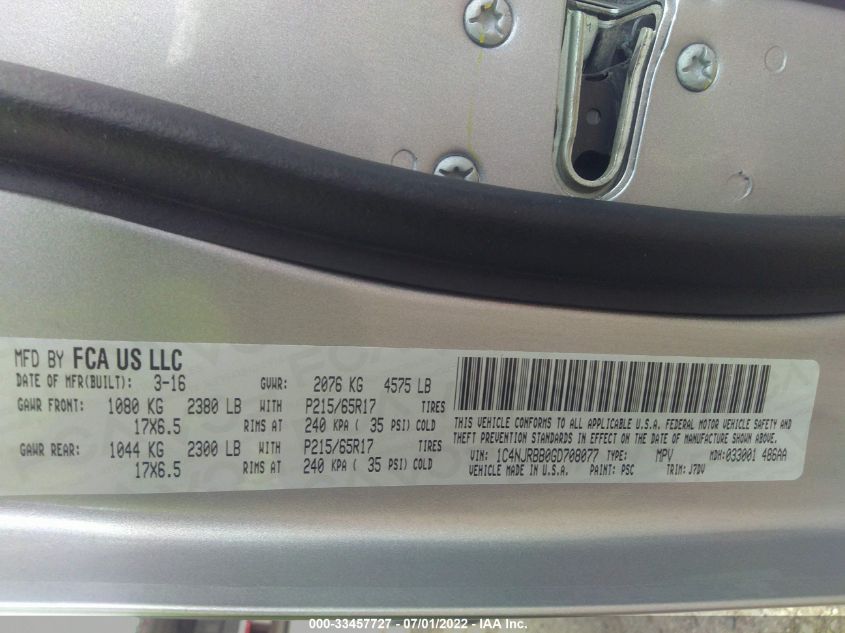 MFD BY FCA US LLC
DATE OF MFR(BUILT): 3-16 GVWR: 2076 KG 4575 LB
GAWR FRONT: 1080 KG 2380 LB WITH P215/65R17 TIRES
17X6.5 RIMS AT 240 KPA ( 35 PSI) COLD
GAWR REAR: 1044 KG 2300 LB WITH P215/65R17 TIRES
17X6.5 RIMS AT 240 KPA ( 35 PSI) COLD
THIS VEHICLE CONFORMS TO ALL APPLICABLE U.S.A. FEDERAL MOTOR VEHICLE SAFETY AND
THEFT PREVENTION STANDARDS IN EFFECT ON THE DATE OF MANUFACTURE SHOWN ABOVE.
VIN: 1C4NJRBB0GD708077 TYPE: MPV MDH:033001 486AA
VEHICLE MADE IN U.S.A. PAINT: PSC TRIM: J7DV
000-33457727 - 07/01/2022 - IAA Inc.